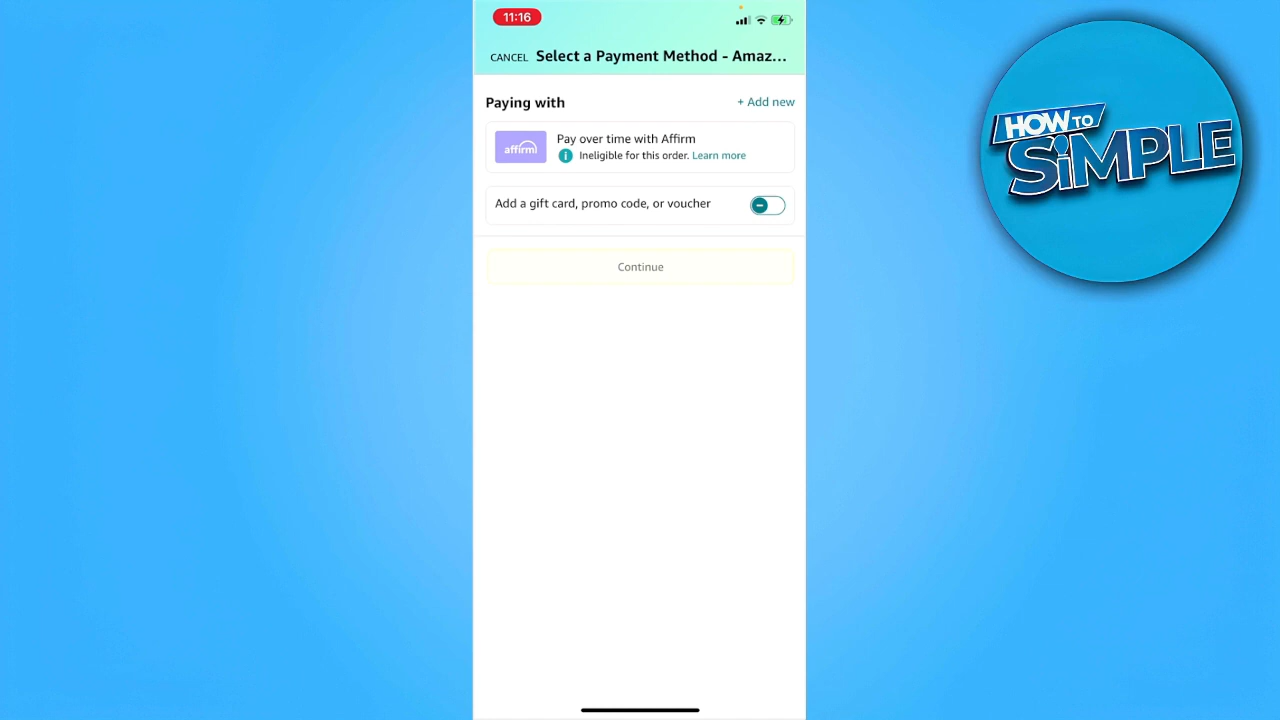 11:16
CANCEL Select a Payment Method - Amaz...
Paying with
+ Add new
affirm
Pay over time with Affirm
Ineligible for this order. Learn more
Add a gift card, promo code, or voucher
Continue
HOW TO
SiMPLE